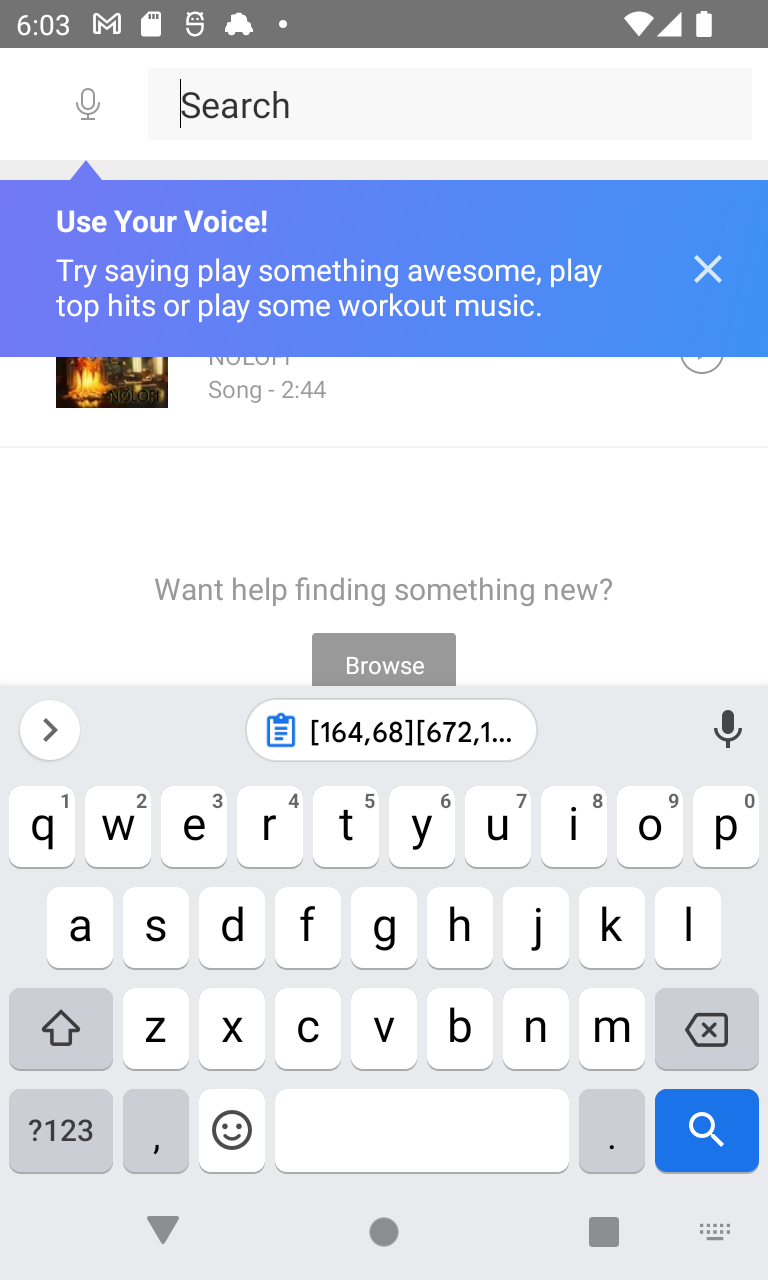 6:03
Search
Use Your Voice!
Try saying play something awesome, play
top hits or play some workout music.
NØLOFI
Song - 2:44
Want help finding something new?
Browse
[164,68][672,1...
q 1 w 2 e 3 r 4 t 5 y 6 u 7 i 8 o 9 p 0
a s d f g h j k l
z x c v b n m
?123 , .